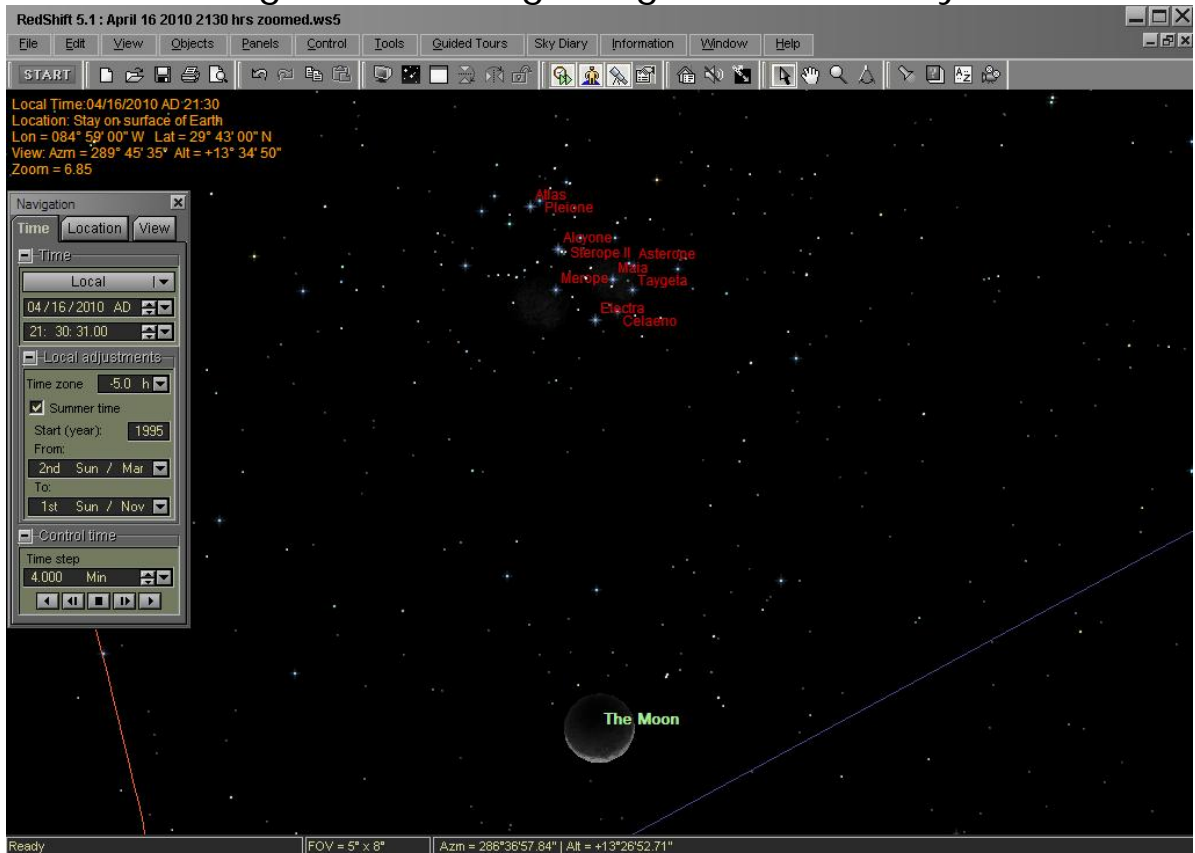 RedShift 5.1 : April 16 2010 2130 hrs zoomed.ws5
File Edit View Objects Panels Control Tools Guided Tours Sky Diary Information Window Help
START
Local Time:04/16/2010 AD 21:30
Location: Stay on surface of Earth
Lon = 084° 59' 00" W Lat = 29° 43' 00" N
View: Azm = 289° 45' 35" Alt = +13° 34' 50"
Zoom = 6.85
Navigation
Time Location View
Time
Local
04/16/2010 AD
21: 30: 31.00
Local adjustments
Time zone -5.0 h
Summer time
Start (year): 1995
From:
2nd Sun / Mar
To:
1st Sun / Nov
Control time
Time step
4.000 Min
Atlas
Pleione
Alcyone
Sterope II Asterope
Maia
Merope Taygeta
Electra
Celaeno
The Moon
Ready FOV = 5° x 8° Azm = 286°36'57.84" | Alt = +13°26'52.71"